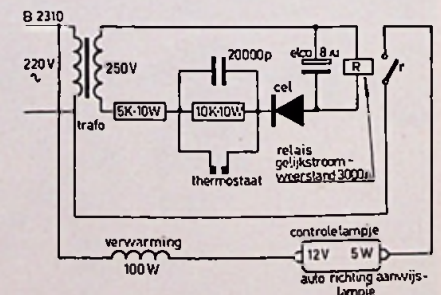 B 2310
220V
~
250V
trafo
5K-10W
20000p
10K-10W
thermostaat
cel
elco 8µ
R
r
relais
gelijkstroom-
weerstand 3000Ω
verwarming
100W
controlelampje
12V 5W
auto richting aanwijs-
lampje